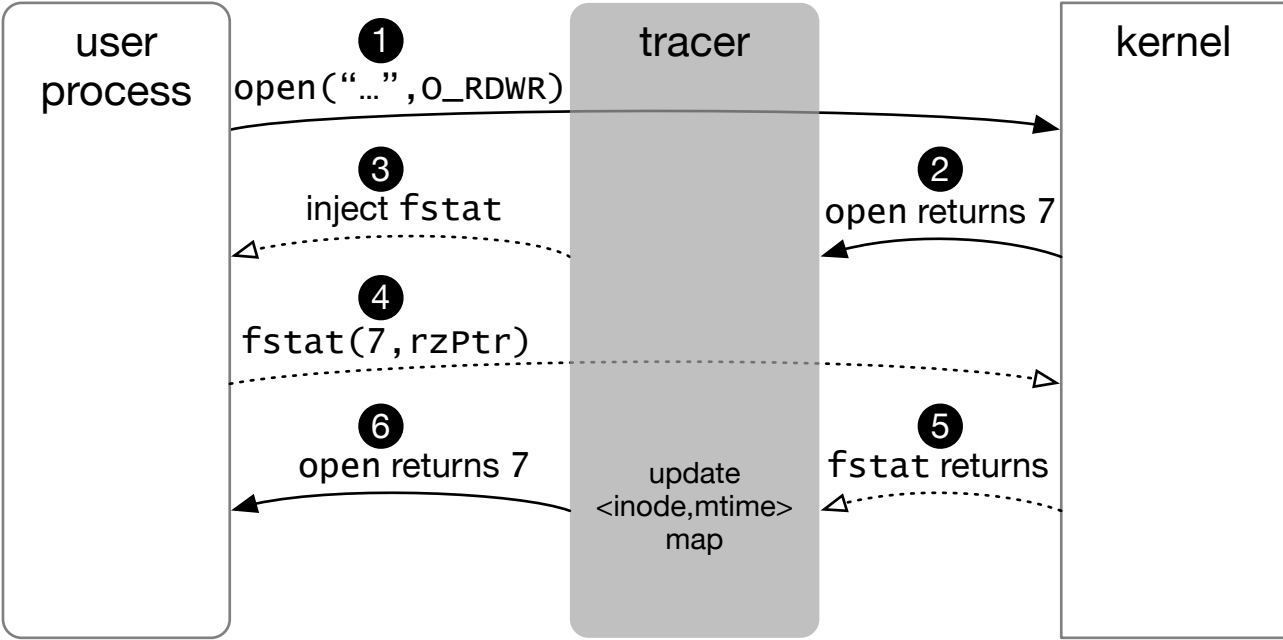 user
process
tracer
kernel
1
open("…",O_RDWR)
2
open returns 7
3
inject fstat
4
fstat(7,rzPtr)
5
fstat returns
6
open returns 7
update
<inode,mtime>
map